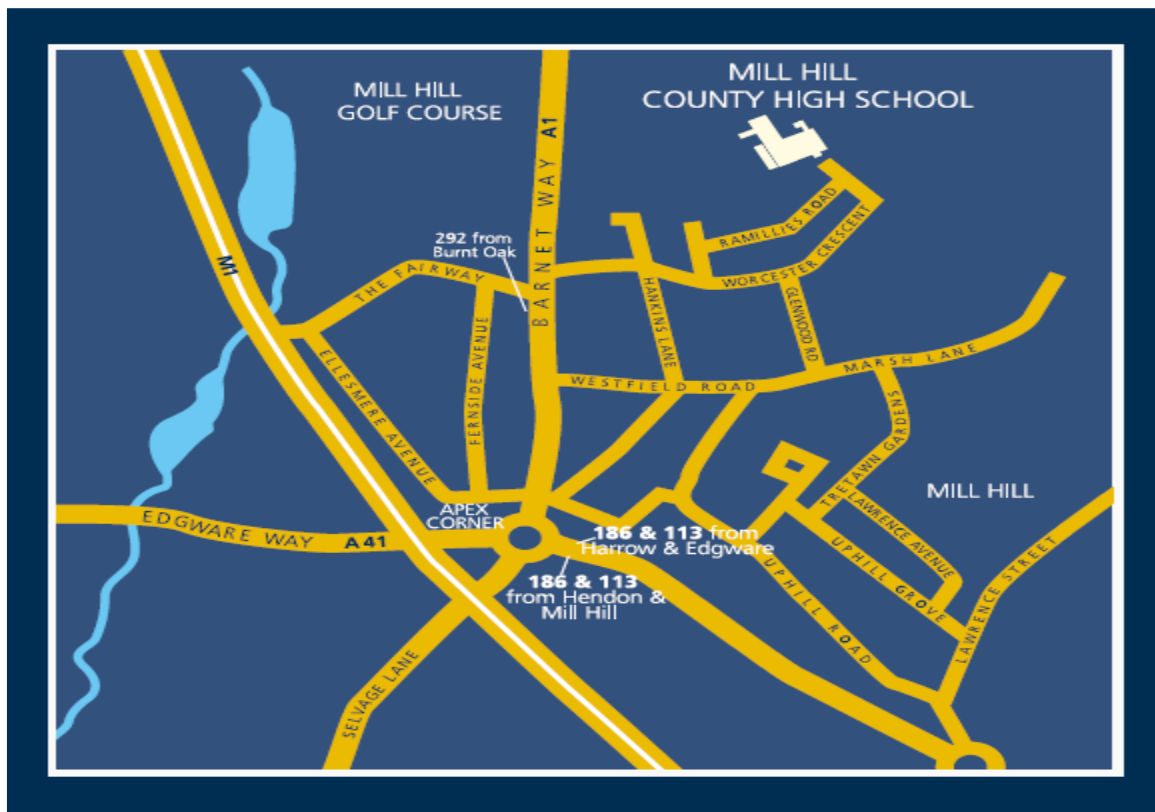 MILL HILL
GOLF COURSE
BARNET WAY A1
MILL HILL
COUNTY HIGH SCHOOL
M1
292 from
Burnt Oak
THE FAIRWAY
RAMILLIES ROAD
WORCESTER CRESCENT
HANKINS LANE
GLENWOOD RD
ELLESMERE AVENUE
FERNSIDE AVENUE
WESTFIELD ROAD
MARSH LANE
TRETAWN GARDENS
MILL HILL
EDGWARE WAY A41
APEX
CORNER
186 & 113 from
Harrow & Edgware
186 & 113
from Hendon &
Mill Hill
LAWRENCE AVENUE
UPHILL GROVE
UPHILL ROAD
LAWRENCE STREET
SELVAGE LANE